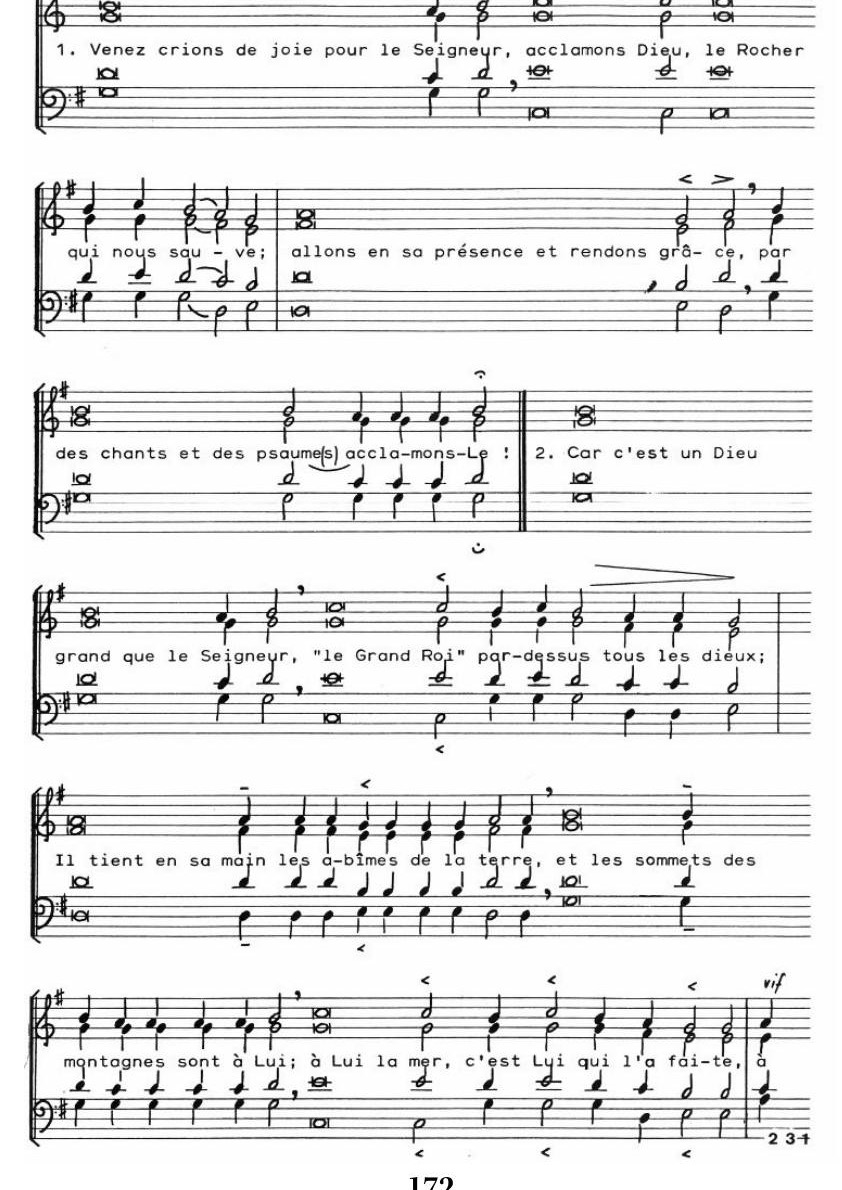 1. Venez crions de joie pour le Seigneur, acclamons Dieu, le Rocher
qui nous sau - ve; allons en sa présence et rendons grâ- ce, par
des chants et des psaume(s) accla-mons-Le ! 2. Car c'est un Dieu
grand que le Seigneur, "le Grand Roi" par-dessus tous les dieux;
Il tient en sa main les a-bîmes de la terre, et les sommets des
vif
montagnes sont à Lui; à Lui la mer, c'est Lui qui l'a fai-te, à
231
172